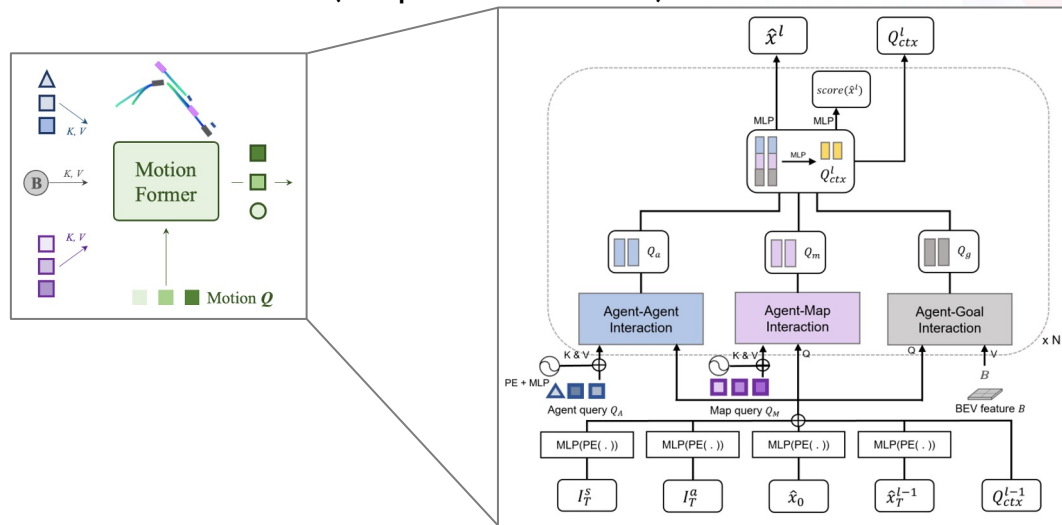 K, V
B
K, V
K, V
Motion
Former
Motion Q
x̂^l
Q^l_ctx
score(x̂^l)
MLP
MLP
MLP
Q^l_ctx
Q_a
Q_m
Q_g
Agent-Agent
Interaction
Agent-Map
Interaction
Agent-Goal
Interaction
x N
K & V
K & V
Q
Q
V
PE + MLP
B
Agent query Q_A
Map query Q_M
BEV feature B
MLP(PE( . ))
MLP(PE( . ))
MLP(PE( . ))
MLP(PE( . ))
I^s_T
I^a_T
x̂_0
x̂^{l-1}_T
Q^{l-1}_ctx